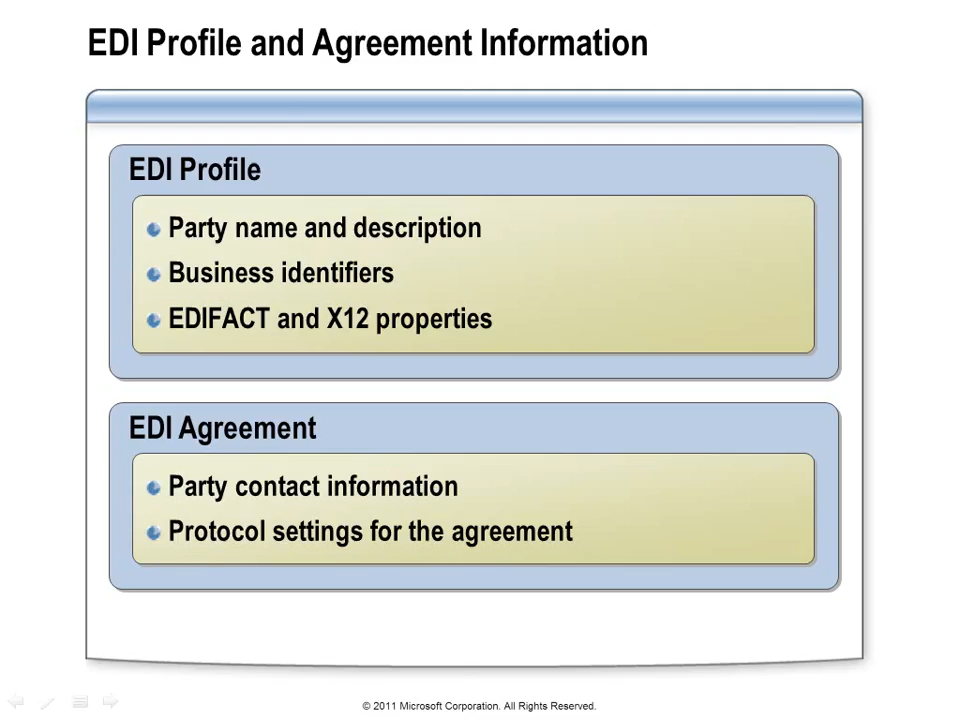 EDI Profile and Agreement Information
EDI Profile
Party name and description
Business identifiers
EDIFACT and X12 properties
EDI Agreement
Party contact information
Protocol settings for the agreement
© 2011 Microsoft Corporation. All Rights Reserved.